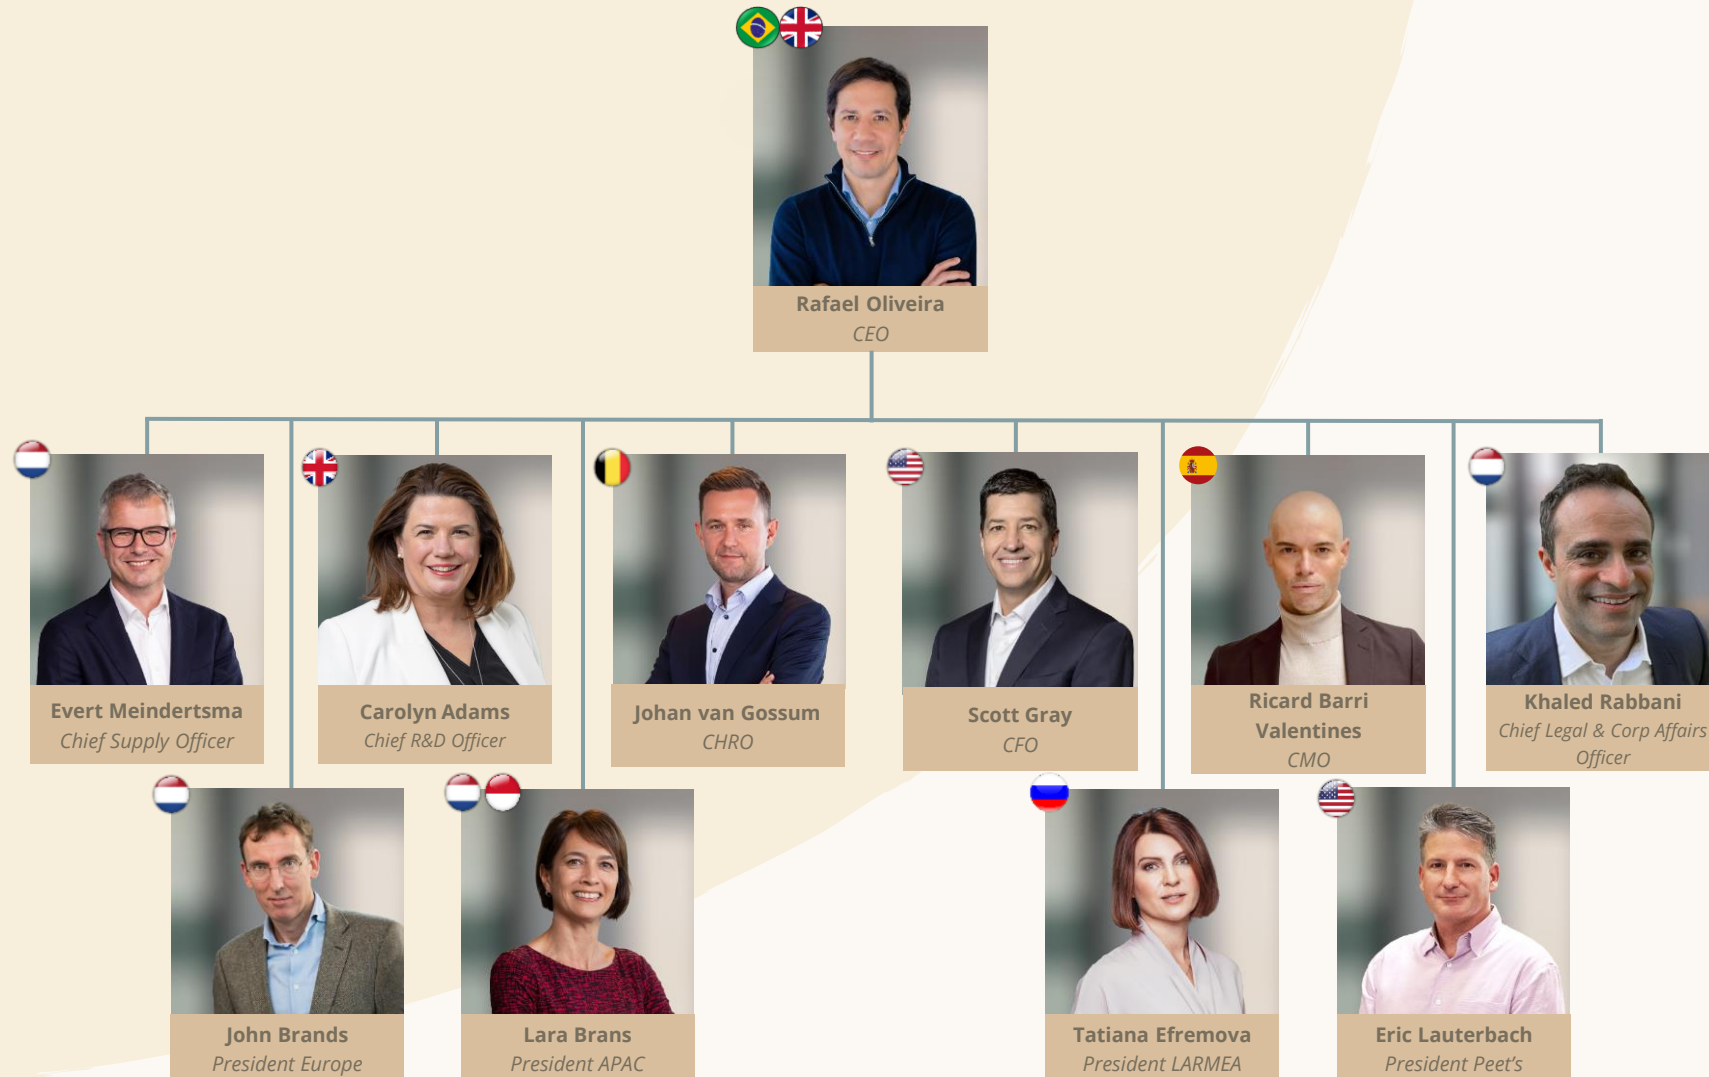 Rafael Oliveira
CEO
Evert Meindertsma
Chief Supply Officer
Carolyn Adams
Chief R&D Officer
Johan van Gossum
CHRO
Scott Gray
CFO
Ricard Barri
Valentines
CMO
Khaled Rabbani
Chief Legal & Corp Affairs
Officer
John Brands
President Europe
Lara Brans
President APAC
Tatiana Efremova
President LARMEA
Eric Lauterbach
President Peet’s